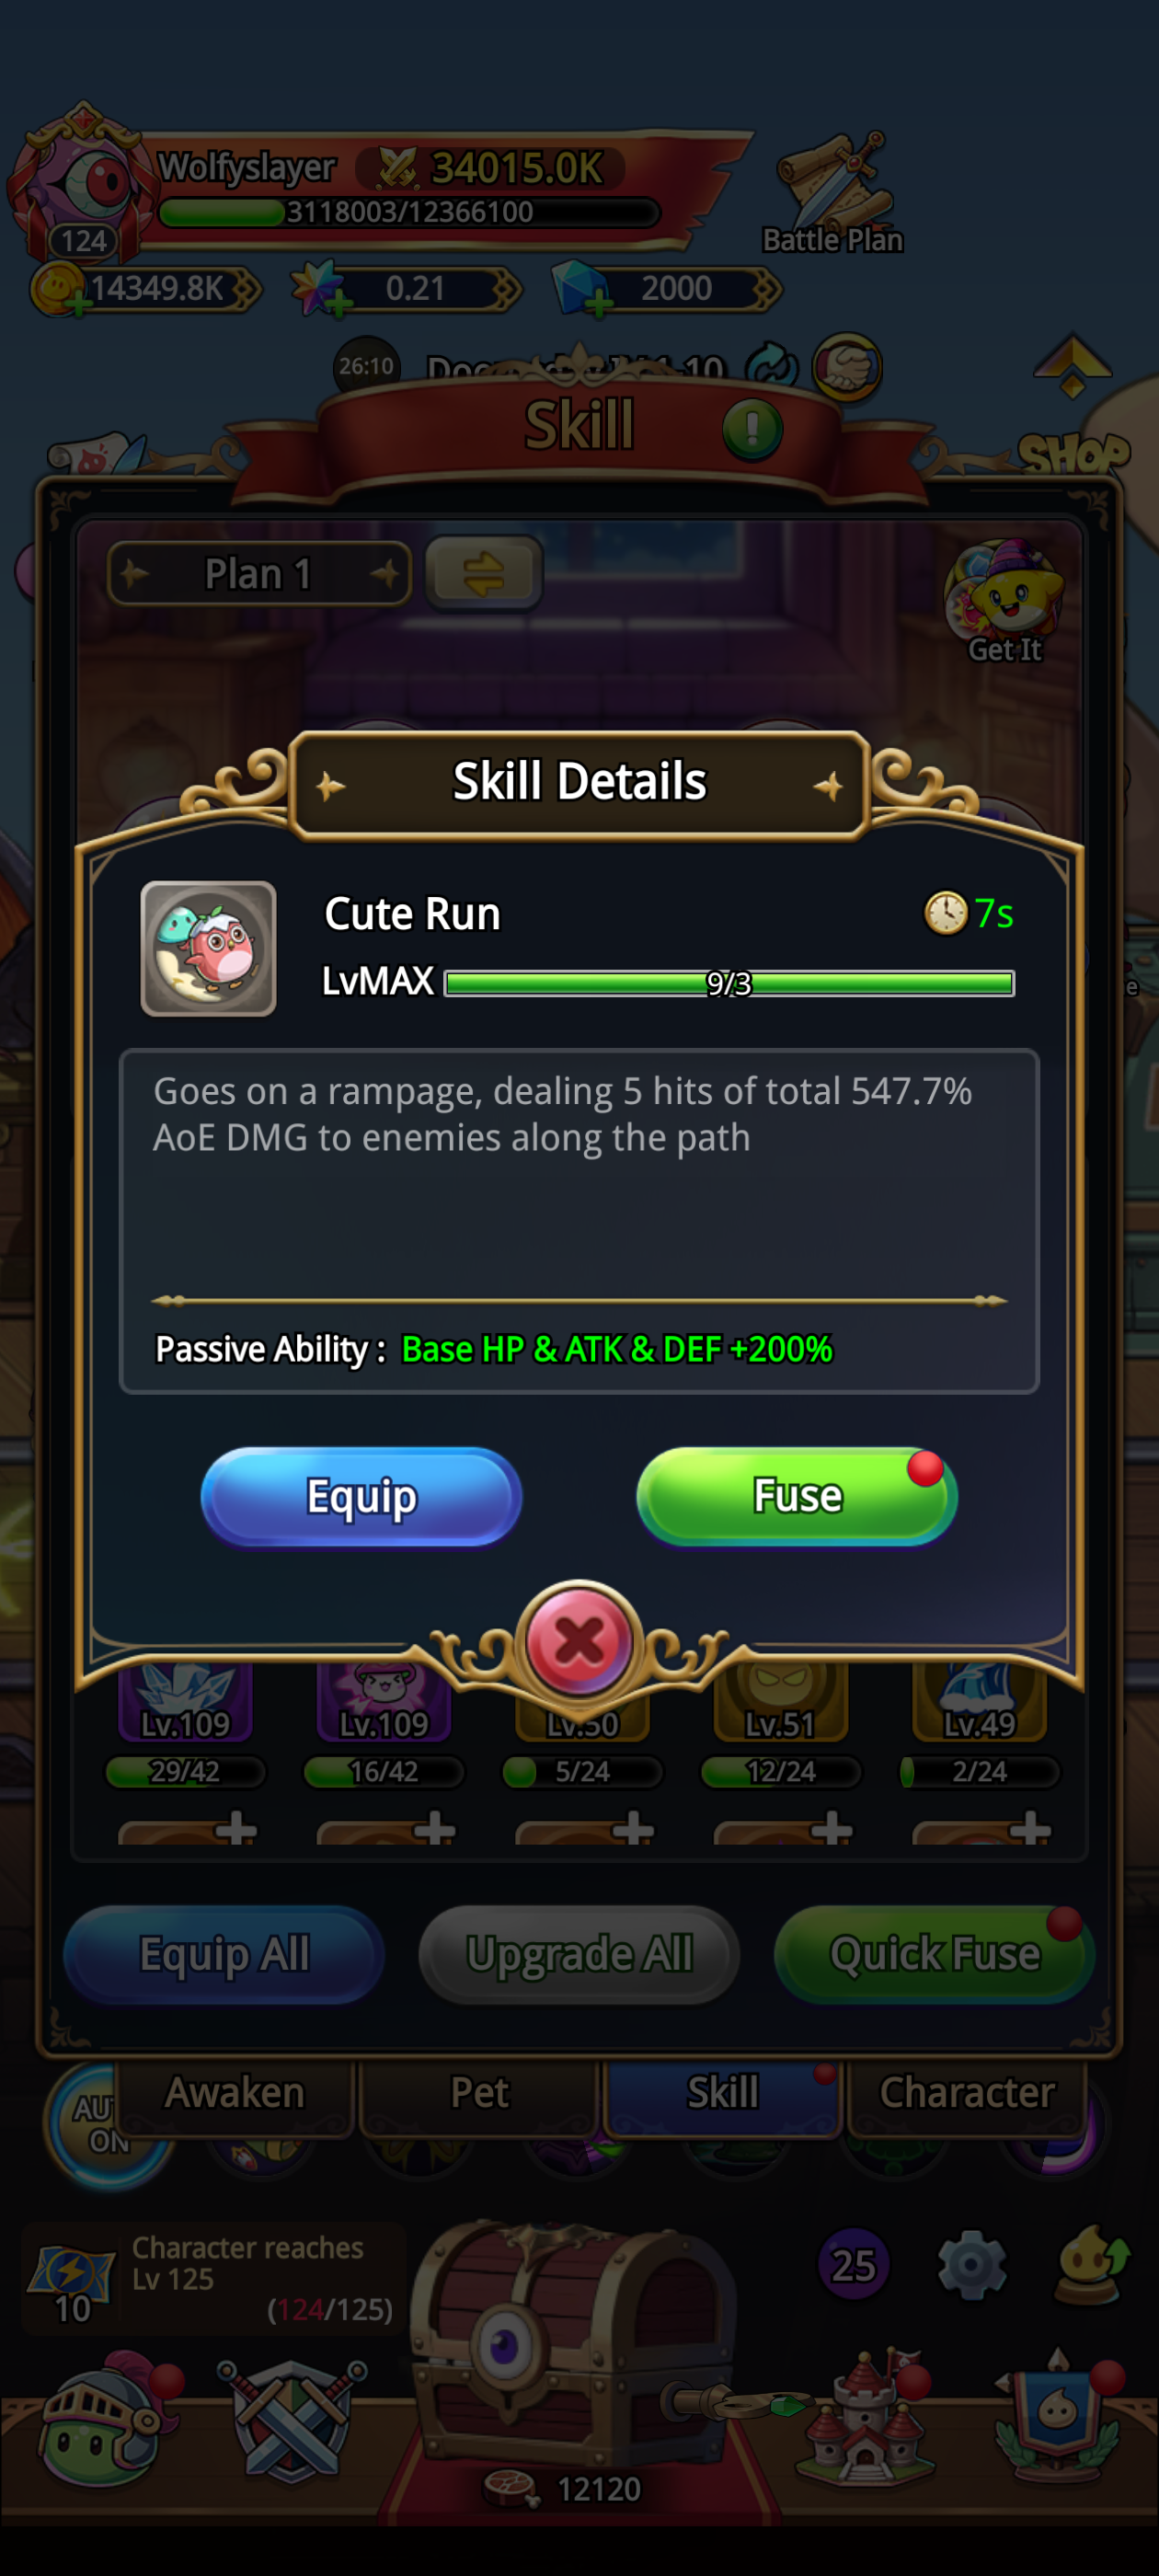 Wolfyslayer
34015.0K
3118003/12366100
124
Battle Plan
14349.8K
0.21
2000
26:10
Skill
SHOP
Plan 1
Get It
Skill Details
Cute Run
7s
LvMAX
9/3
Goes on a rampage, dealing 5 hits of total 547.7%
AoE DMG to enemies along the path
Passive Ability : Base HP & ATK & DEF +200%
Equip
Fuse
Lv.109
Lv.109
Lv.50
Lv.51
Lv.49
29/42
16/42
5/24
12/24
2/24
Equip All
Upgrade All
Quick Fuse
Awaken
Pet
Skill
Character
ON
Character reaches
Lv 125
(124/125)
10
25
12120